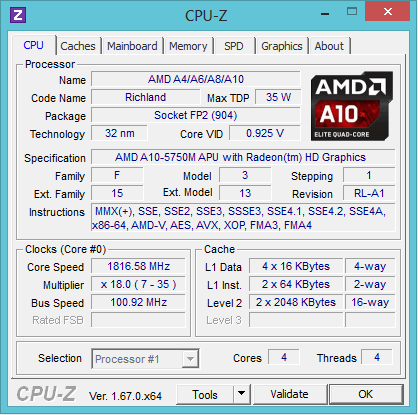 CPU-Z
CPU Caches Mainboard Memory SPD Graphics About
Processor
Name AMD A4/A6/A8/A10
Code Name Richland Max TDP 35 W
Package Socket FP2 (904)
Technology 32 nm Core VID 0.925 V
AMD
A10
ELITE QUAD-CORE
Specification AMD A10-5750M APU with Radeon(tm) HD Graphics
Family F Model 3 Stepping 1
Ext. Family 15 Ext. Model 13 Revision RL-A1
Instructions MMX(+), SSE, SSE2, SSE3, SSSE3, SSE4.1, SSE4.2, SSE4A,
x86-64, AMD-V, AES, AVX, XOP, FMA3, FMA4
Clocks (Core #0)
Core Speed 1816.58 MHz
Multiplier x 18.0 ( 7 - 35 )
Bus Speed 100.92 MHz
Rated FSB
Cache
L1 Data 4 x 16 KBytes 4-way
L1 Inst. 2 x 64 KBytes 2-way
Level 2 2 x 2048 KBytes 16-way
Level 3
Selection Processor #1 Cores 4 Threads 4
CPU-Z Ver. 1.67.0.x64 Tools Validate OK